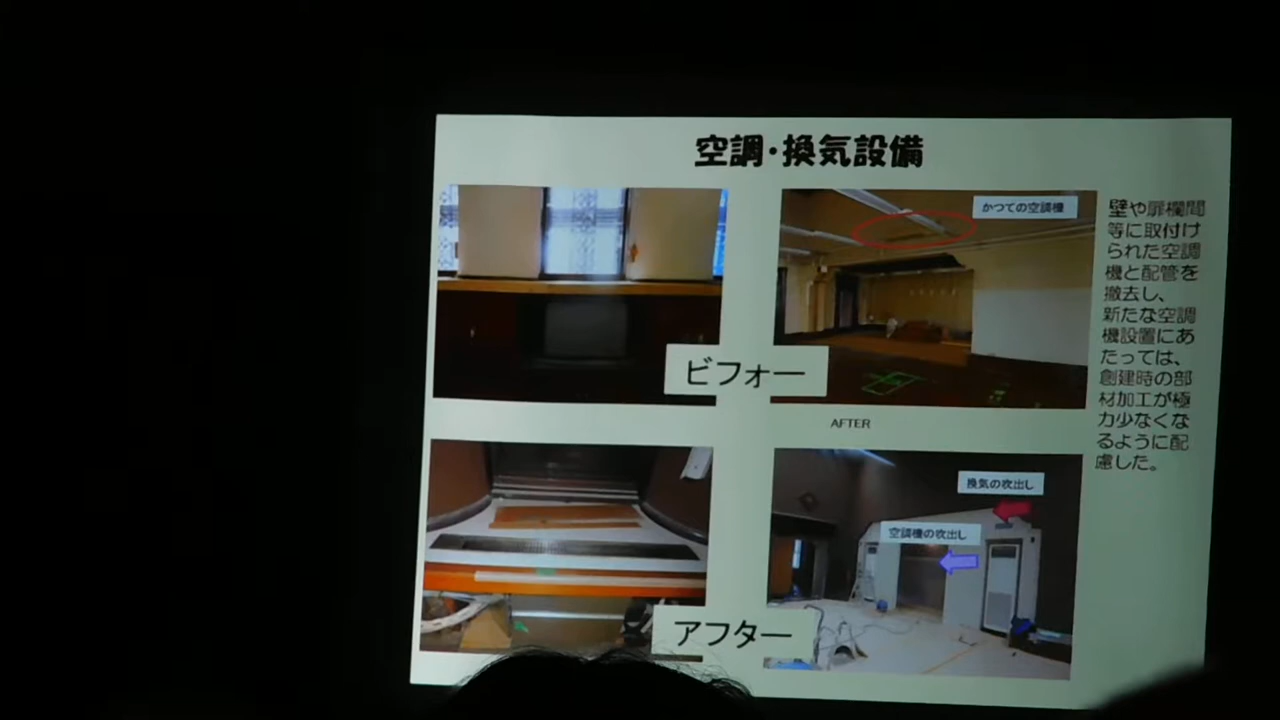 空調・換気設備
かつての空調機
ビフォー
AFTER
換気の吹出し
空調機の吹出し
アフター
壁や扉欄間
等に取付け
られた空調
機と配管を
撤去し、
新たな空調
機設置にあ
たっては、
創建時の部
材加工が極
力少なくな
るように配
慮した。